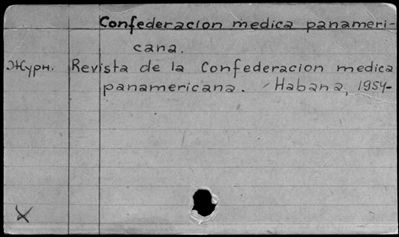 Confederacion medica panameri-
cana.
Журн. Revista de la Confederacion medica
panamericana. Habana, 1954-